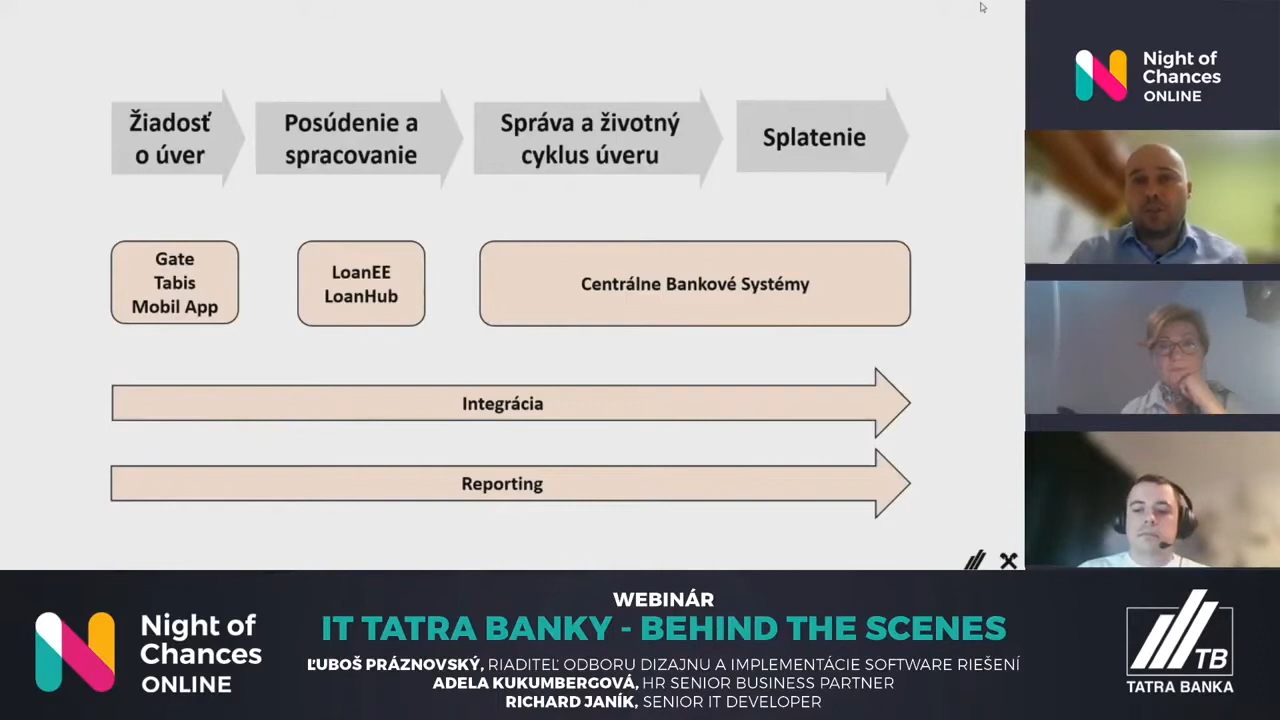 Žiadosť
o úver
Posúdenie a
spracovanie
Správa a životný
cyklus úveru
Splatenie
Gate
Tabis
Mobil App
LoanEE
LoanHub
Centrálne Bankové Systémy
Integrácia
Reporting
Night of
Chances
ONLINE
Night of
Chances
ONLINE
WEBINÁR
IT TATRA BANKY - BEHIND THE SCENES
ĽUBOŠ PRÁZNOVSKÝ, RIADITEĽ ODBORU DIZAJNU A IMPLEMENTÁCIE SOFTWARE RIEŠENÍ
ADELA KUKUMBERGOVÁ, HR SENIOR BUSINESS PARTNER
RICHARD JANÍK, SENIOR IT DEVELOPER
TB
TATRA BANKA